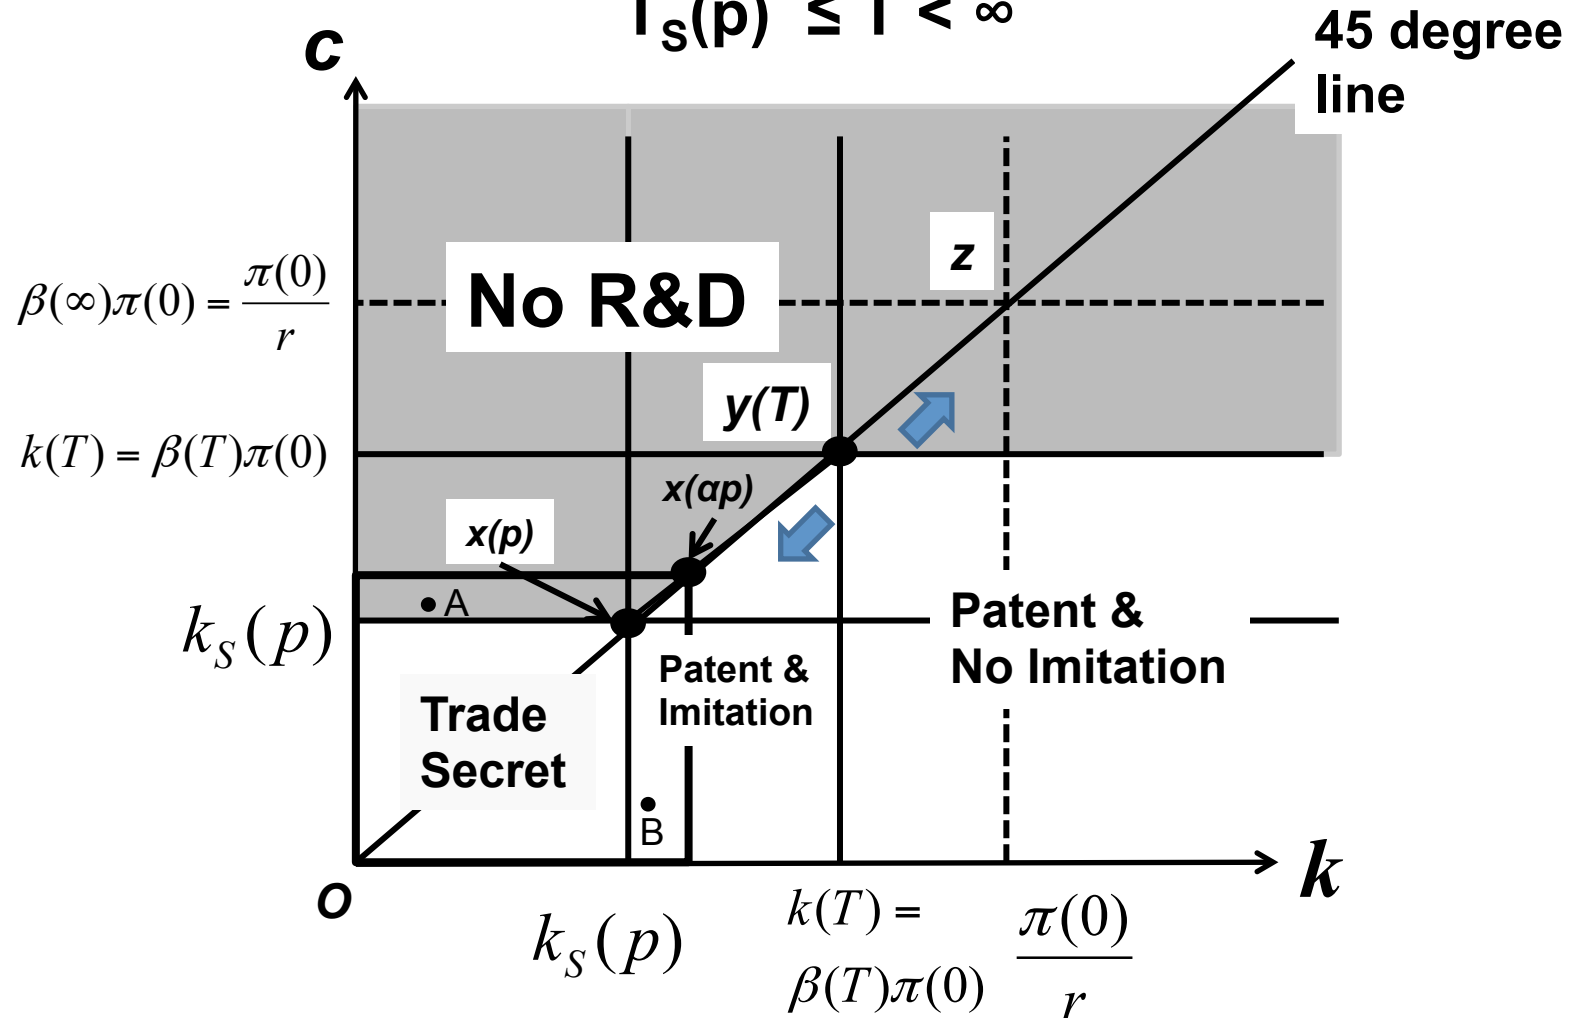 T_S(p) ≤ T < ∞
45 degree
line
c
β(∞)π(0) = π(0)/r
No R&D
z
y(T)
k(T) = β(T)π(0)
x(αp)
x(p)
A
k_S(p)
Patent &
No Imitation
Patent &
Imitation
Trade
Secret
B
O
k
k_S(p)
k(T) =
β(T)π(0)
π(0)/r